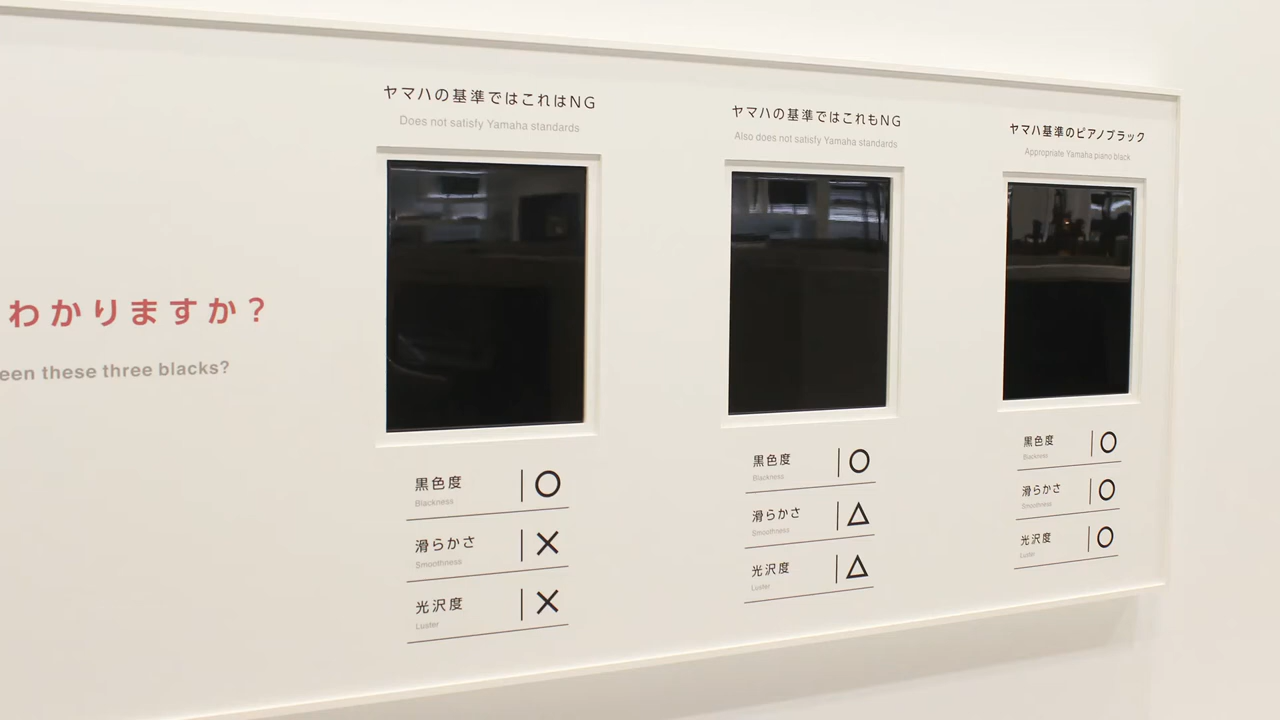 わかりますか？
een these three blacks?
ヤマハの基準ではこれはNG
Does not satisfy Yamaha standards
黒色度 ○
Blackness
滑らかさ ×
Smoothness
光沢度 ×
Luster
ヤマハの基準ではこれもNG
Also does not satisfy Yamaha standards
黒色度 ○
Blackness
滑らかさ △
Smoothness
光沢度 △
Luster
ヤマハ基準のピアノブラック
Appropriate Yamaha piano black
黒色度 ○
Blackness
滑らかさ ○
Smoothness
光沢度 ○
Luster